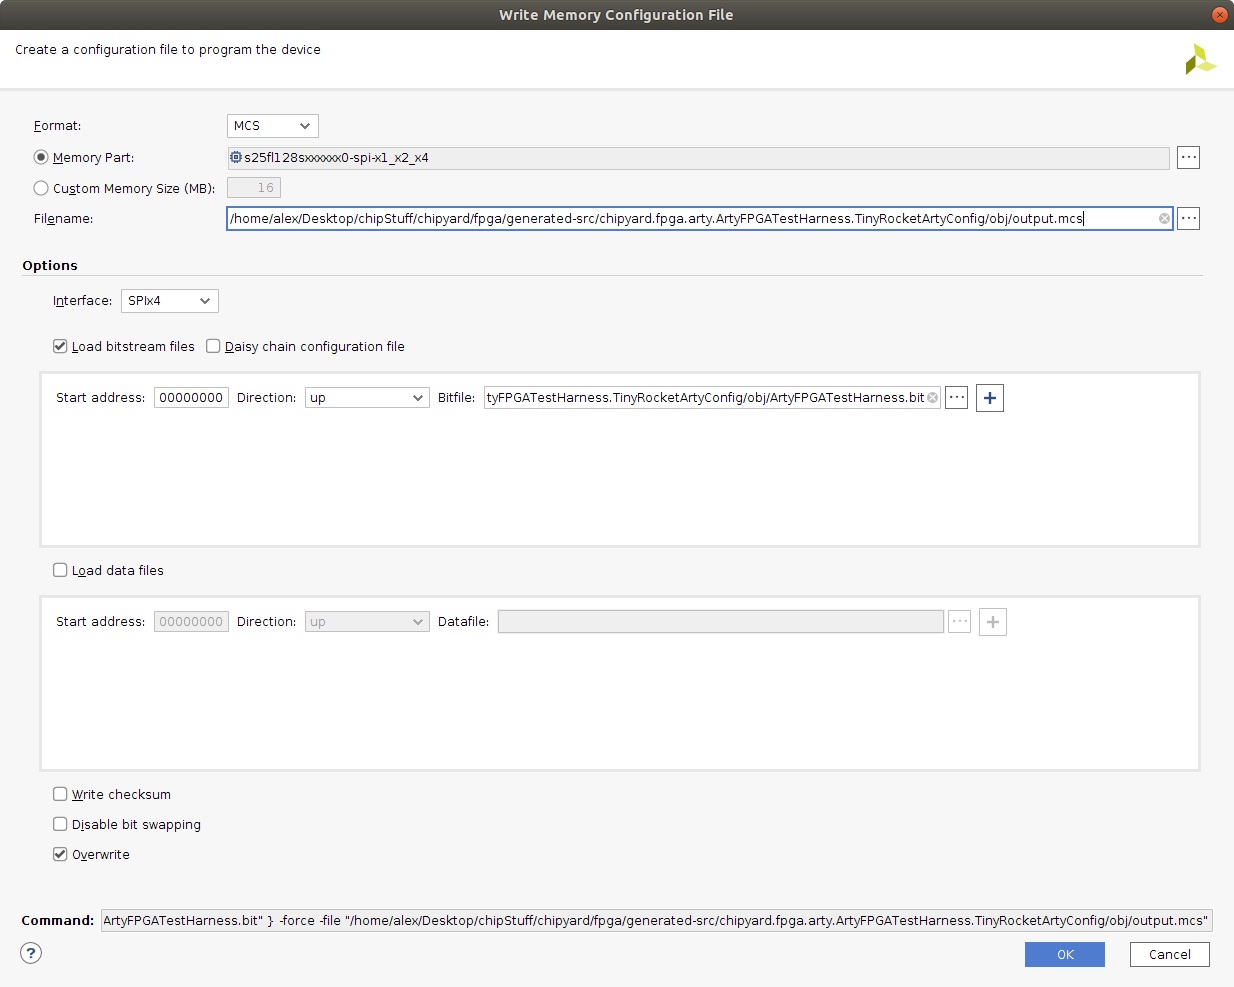 Write Memory Configuration File
Create a configuration file to program the device
Format: MCS
Memory Part: s25fl128sxxxxxx0-spi-x1_x2_x4 ...
Custom Memory Size (MB): 16
Filename: /home/alex/Desktop/chipStuff/chipyard/fpga/generated-src/chipyard.fpga.arty.ArtyFPGATestHarness.TinyRocketArtyConfig/obj/output.mcs ...
Options
Interface: SPIx4
Load bitstream files Daisy chain configuration file
Start address: 00000000 Direction: up Bitfile: tyFPGATestHarness.TinyRocketArtyConfig/obj/ArtyFPGATestHarness.bit ... +
Load data files
Start address: 00000000 Direction: up Datafile: ... +
Write checksum
Disable bit swapping
Overwrite
Command: ArtyFPGATestHarness.bit" } -force -file "/home/alex/Desktop/chipStuff/chipyard/fpga/generated-src/chipyard.fpga.arty.ArtyFPGATestHarness.TinyRocketArtyConfig/obj/output.mcs"
? OK Cancel